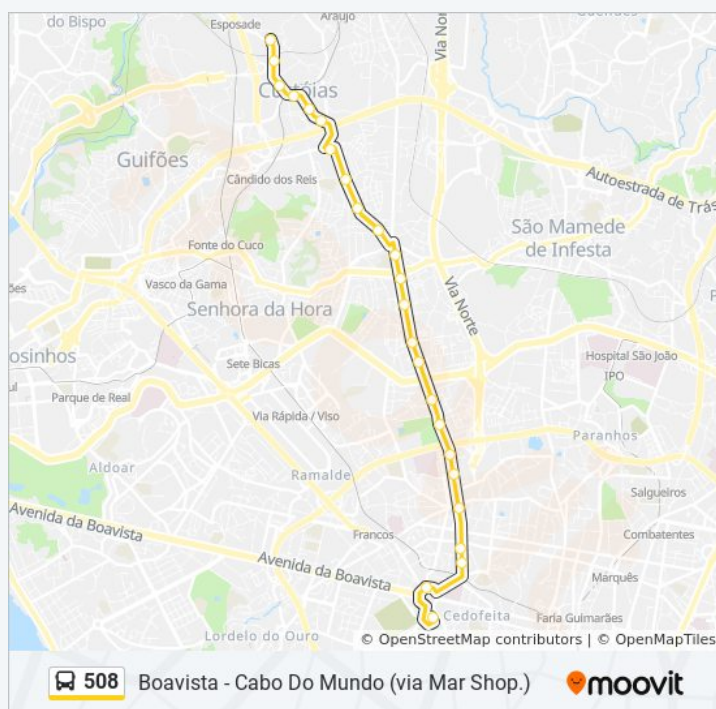 do Bispo
Esposade
Araujo
Via Nor
Custóias
Guifões
Autoestrada de Trás
Cândido dos Reis
São Mamede
de Infesta
Fonte do Cuco
Vasco da Gama
Via Norte
Senhora da Hora
osinhos
Sete Bicas
Hospital São João
IPO
Parque de Real
Via Rápida / Viso
Paranhos
Aldoar
Ramalde
Salgueiros
Avenida da Boavista
Francos
Combatentes
Avenida da Boavista
Marquês
Cedofeita
Lordelo do Ouro
Faria Guimarães
© OpenStreetMap contributors | © OpenMapTiles
508
Boavista - Cabo Do Mundo (via Mar Shop.)
moovit